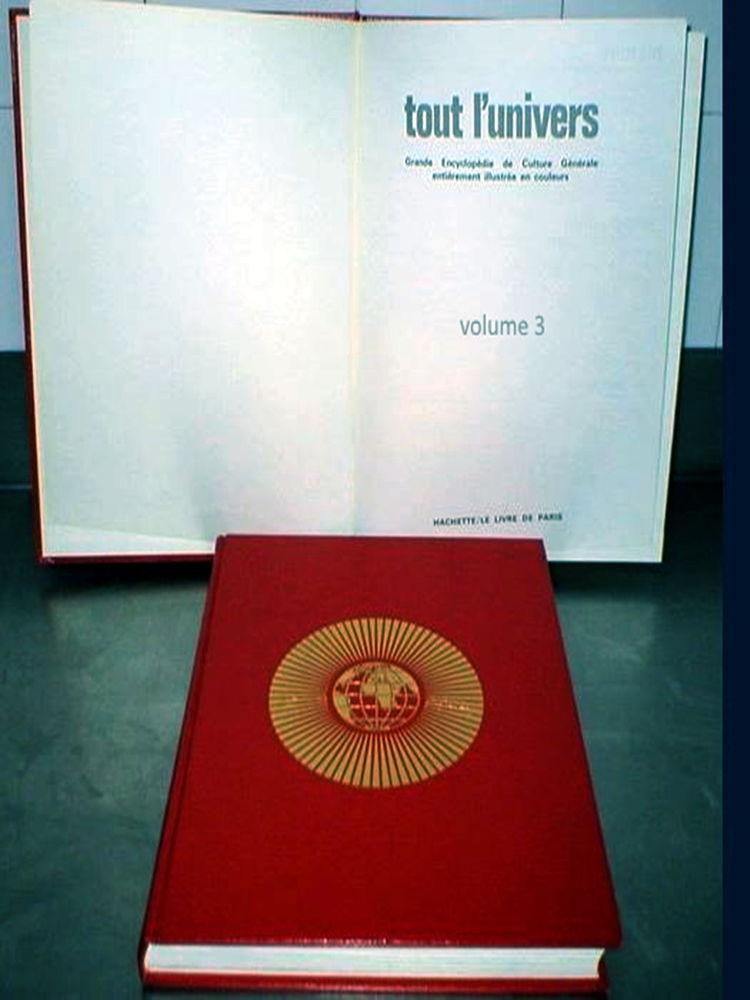 tout l'univers
Grande Encyclopédie de Culture Générale
entièrement illustrée en couleurs
volume 3
HACHETTE/LE LIVRE DE PARIS